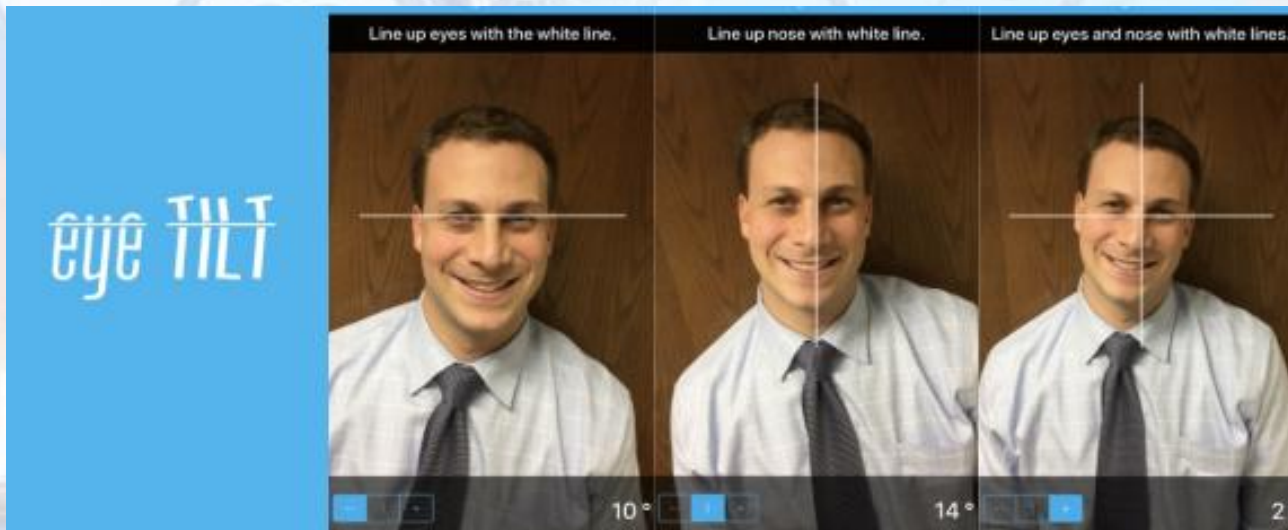 Line up eyes with the white line.
Line up nose with white line.
Line up eyes and nose with white lines.
eye TILT
10°
14°
2